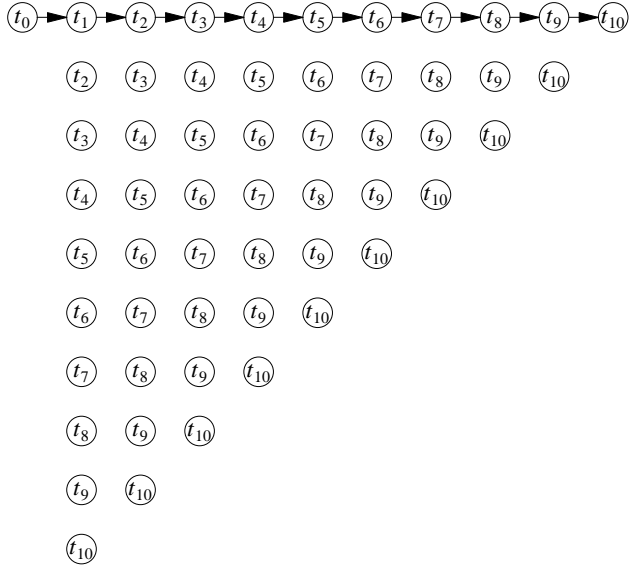 t₀ t₁ t₂ t₃ t₄ t₅ t₆ t₇ t₈ t₉ t₁₀
t₂ t₃ t₄ t₅ t₆ t₇ t₈ t₉ t₁₀
t₃ t₄ t₅ t₆ t₇ t₈ t₉ t₁₀
t₄ t₅ t₆ t₇ t₈ t₉ t₁₀
t₅ t₆ t₇ t₈ t₉ t₁₀
t₆ t₇ t₈ t₉ t₁₀
t₇ t₈ t₉ t₁₀
t₈ t₉ t₁₀
t₉ t₁₀
t₁₀